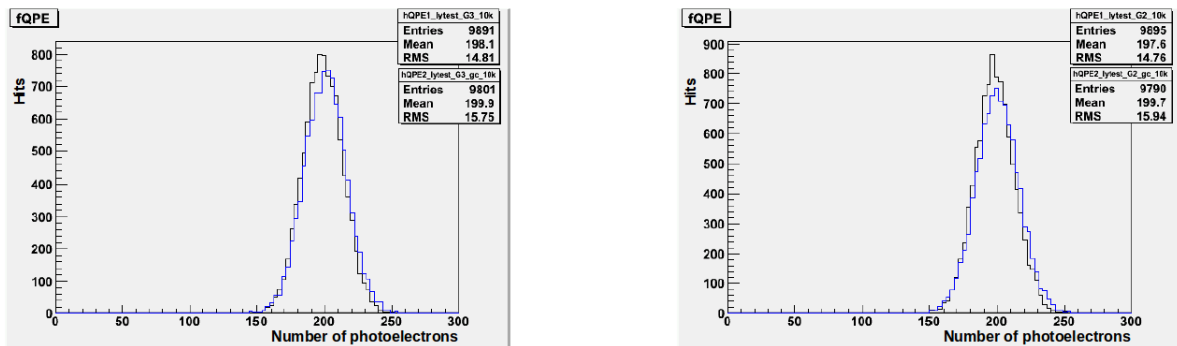 fQPE
hQPE1_lytest_G3_10k
Entries 9891
Mean 198.1
RMS 14.81
hQPE2_lytest_G3_gc_10k
Entries 9801
Mean 199.9
RMS 15.75
Hits
800
700
600
500
400
300
200
100
0
0 50 100 150 200 250 300
Number of photoelectrons
fQPE
hQPE1_lytest_G2_10k
Entries 9895
Mean 197.6
RMS 14.76
hQPE2_lytest_G2_gc_10k
Entries 9790
Mean 199.7
RMS 15.94
Hits
900
800
700
600
500
400
300
200
100
0
0 50 100 150 200 250 300
Number of photoelectrons